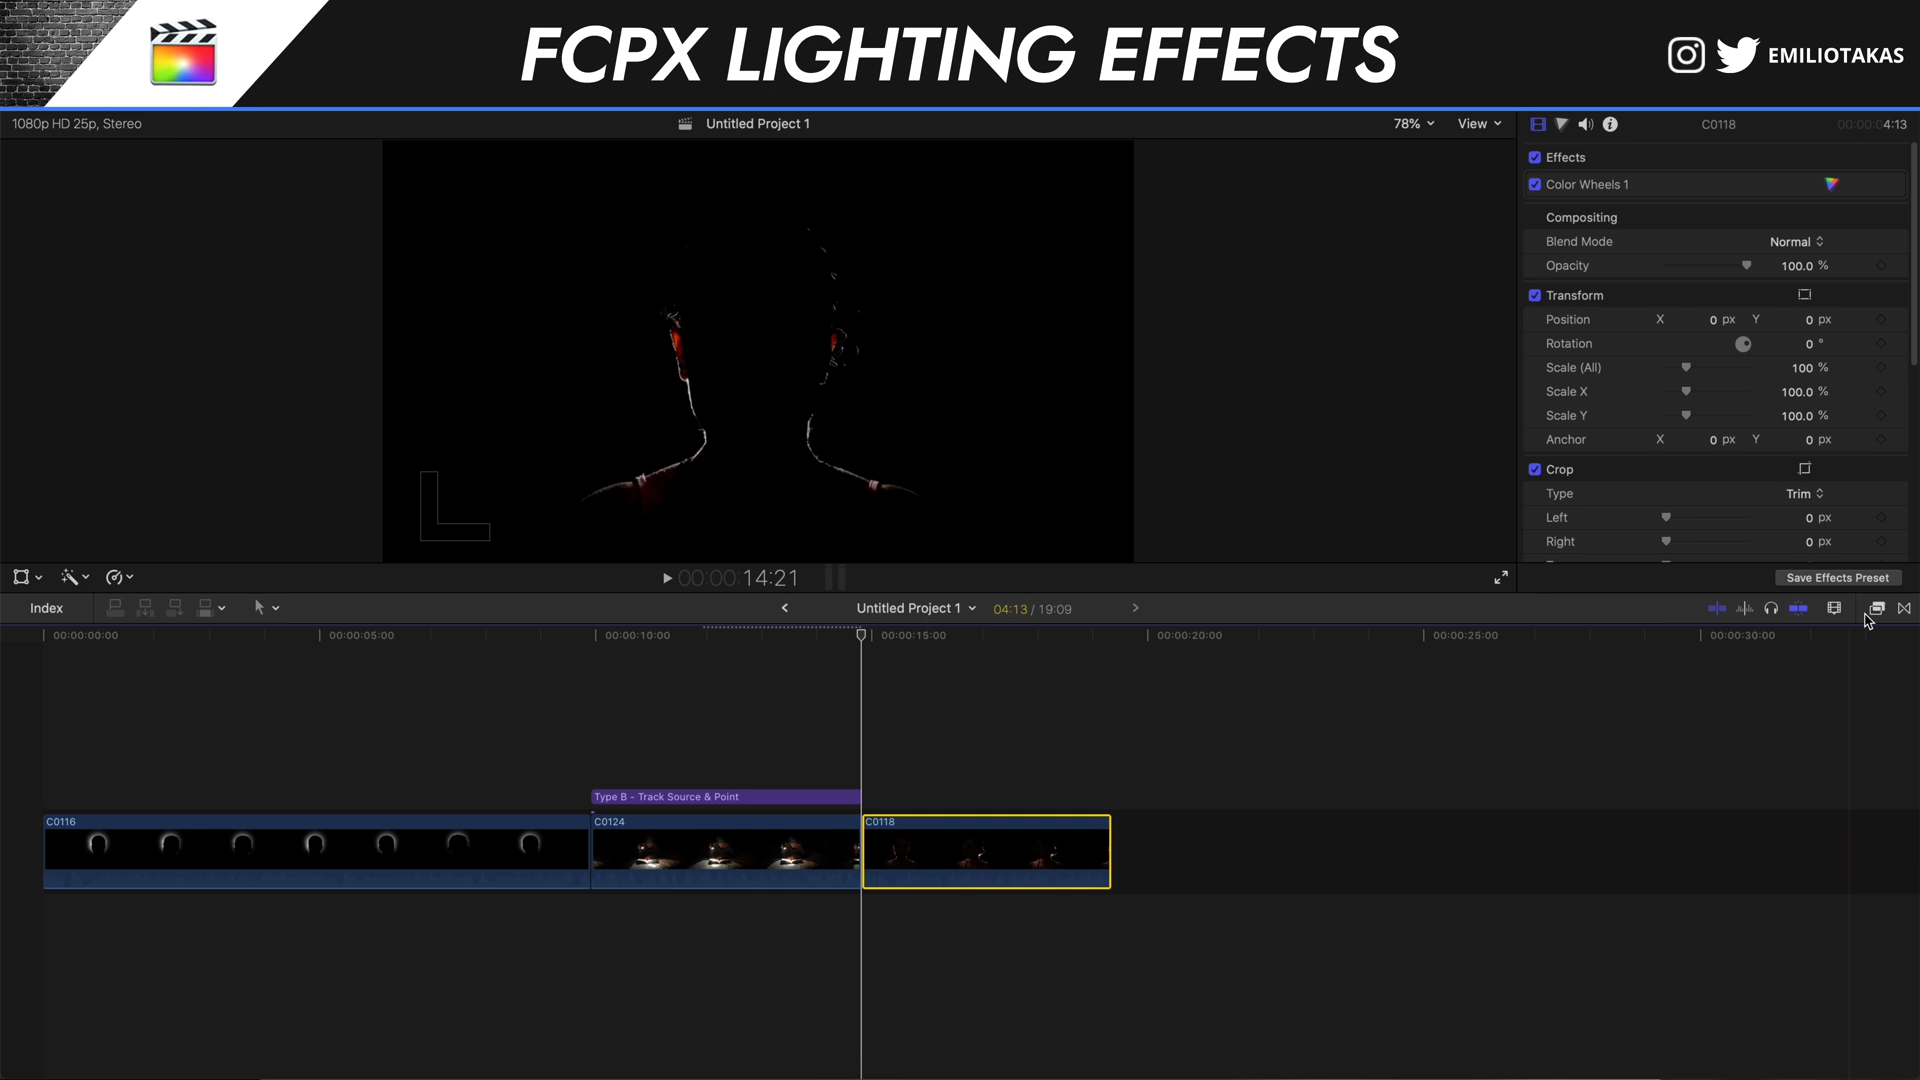 FCPX LIGHTING EFFECTS
EMILIOTAKAS
1080p HD 25p, Stereo
Untitled Project 1
78%
View
C0118
00:00:04:13
Effects
Color Wheels 1
Compositing
Blend Mode
Normal
Opacity
100.0 %
Transform
Position X 0 px Y 0 px
Rotation 0 °
Scale (All) 100 %
Scale X 100.0 %
Scale Y 100.0 %
Anchor X 0 px Y 0 px
Crop
Type Trim
Left 0 px
Right 0 px
00:00:14:21
Save Effects Preset
Index
Untitled Project 1
04:13 / 19:09
00:00:00:00
00:00:05:00
00:00:10:00
00:00:15:00
00:00:20:00
00:00:25:00
00:00:30:00
Type B - Track Source & Point
C0116
C0124
C0118